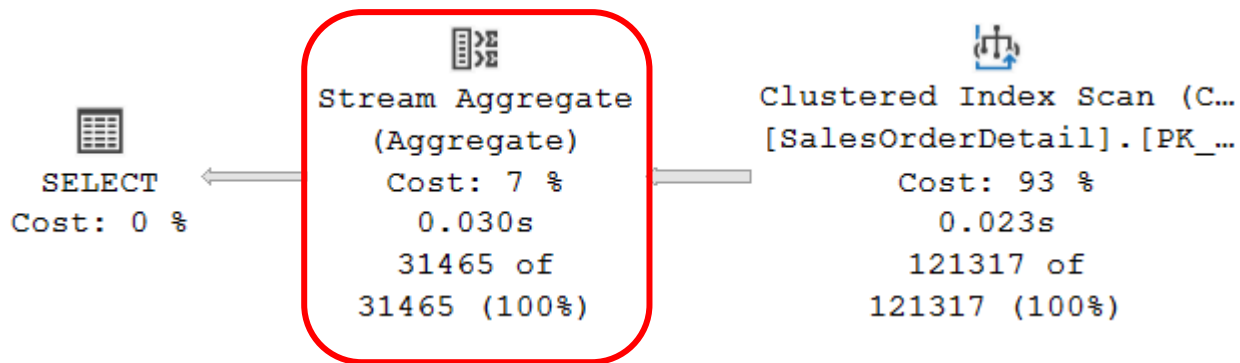 SELECT
Cost: 0 %
Stream Aggregate
(Aggregate)
Cost: 7 %
0.030s
31465 of
31465 (100%)
Clustered Index Scan (C…
[SalesOrderDetail].[PK_…
Cost: 93 %
0.023s
121317 of
121317 (100%)